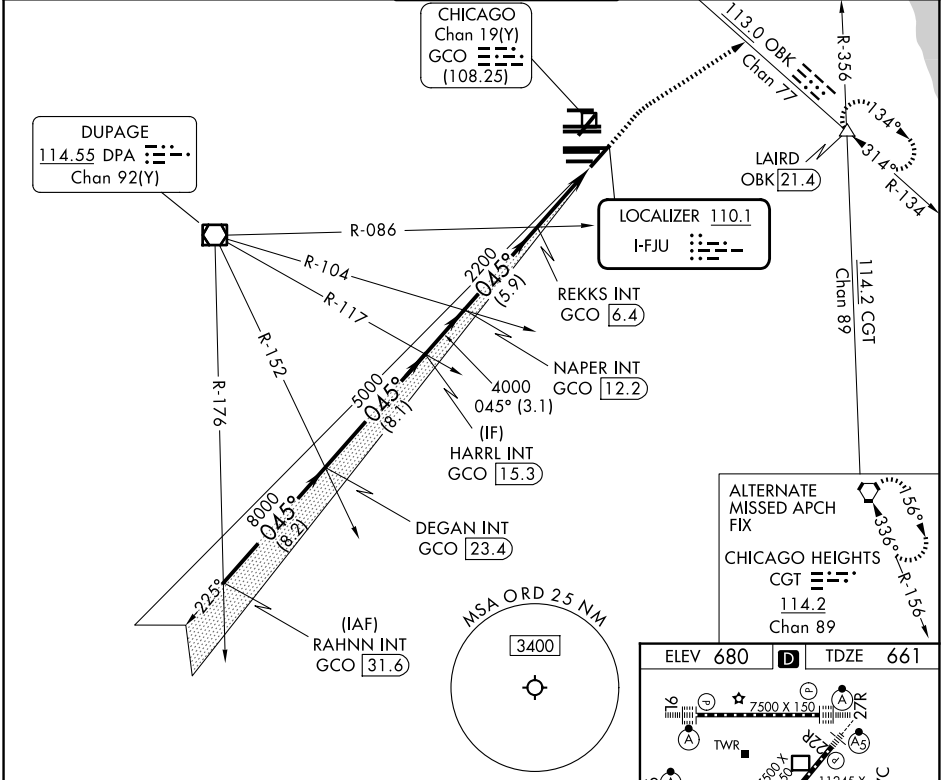 CHICAGO
Chan 19(Y)
GCO
(108.25)
113.0 OBK
Chan 77
R-356
134°
314°
R-134
LAIRD
OBK 21.4
DUPAGE
114.55 DPA
Chan 92(Y)
LOCALIZER 110.1
I-FJU
R-086
R-104
R-117
R-152
R-176
2200
045°
(5.9)
REKKS INT
GCO 6.4
114.2 CGT
Chan 89
NAPER INT
GCO 12.2
4000
045° (3.1)
5000
045°
(8.1)
(IF)
HARRL INT
GCO 15.3
8000
045°
(8.2)
DEGAN INT
GCO 23.4
225°
(IAF)
RAHNN INT
GCO 31.6
ALTERNATE
MISSED APCH
FIX
CHICAGO HEIGHTS
CGT
114.2
Chan 89
156°
336°
R-156
MSA ORD 25 NM
3400
ELEV 680 D TDZE 661
9L
P
7500 X 150
P
A
27R
A
TWR
22R
A5
P
11245 X